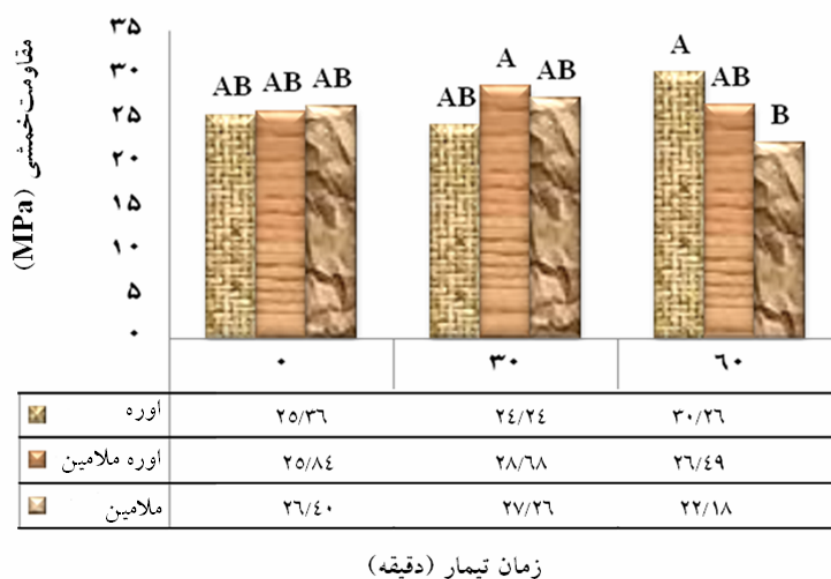 مقاومت خمشی (MPa)
۳۵
۳۰
۲۵
۲۰
۱۵
۱۰
۵
۰
AB AB AB
AB A AB
A AB B
۰ ۳۰ ٦۰
اوره ۲۵/۳٦ ۲٤/۲٤ ۳۰/۲٦
اوره ملامین ۲۵/۸٤ ۲۸/٦۸ ۲٦/٤۹
ملامین ۲٦/٤۰ ۲۷/۲٦ ۲۲/۱۸
زمان تیمار (دقیقه)